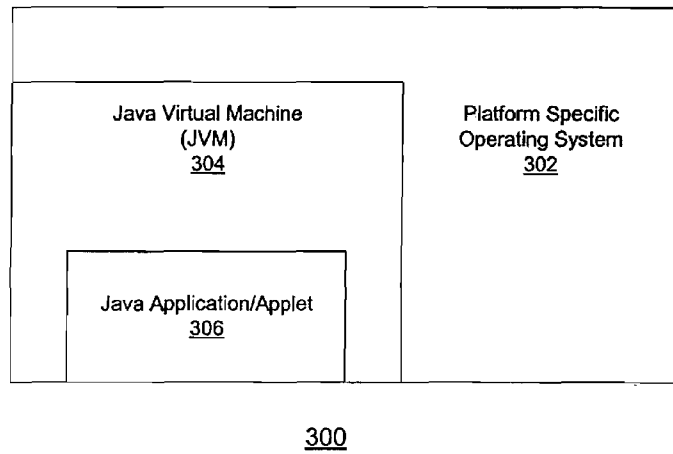 Java Virtual Machine
(JVM)
304
Platform Specific
Operating System
302
Java Application/Applet
306
300